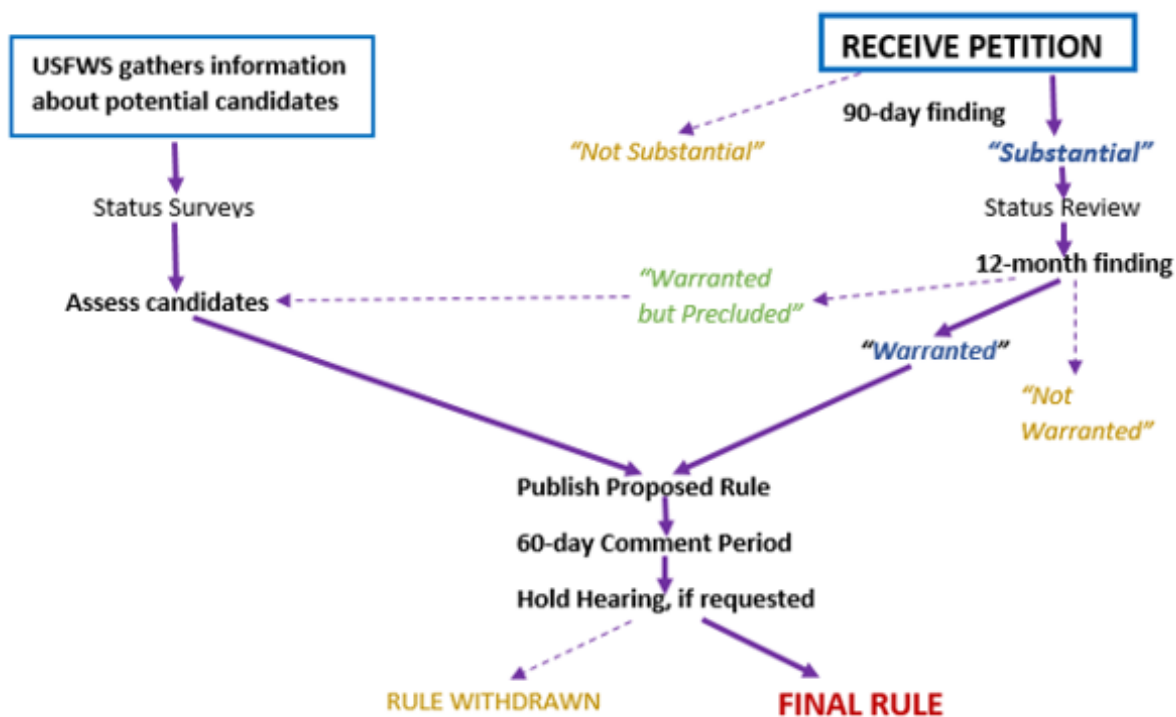 USFWS gathers information
about potential candidates
RECEIVE PETITION
90-day finding
“Not Substantial”
“Substantial”
Status Surveys
Status Review
12-month finding
Assess candidates
“Warranted
but Precluded”
“Warranted”
“Not
Warranted”
Publish Proposed Rule
60-day Comment Period
Hold Hearing, if requested
RULE WITHDRAWN
FINAL RULE